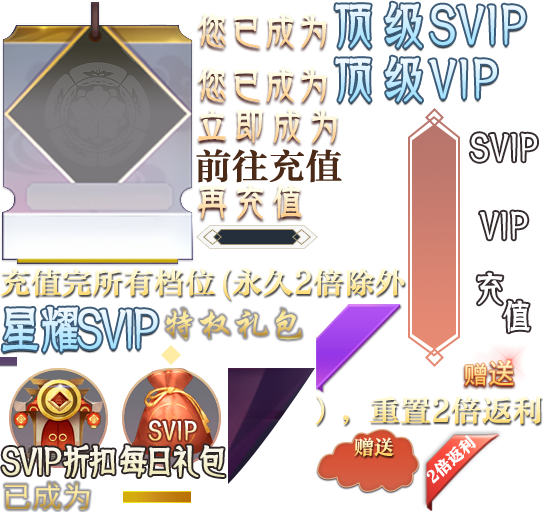 您已成为顶级SVIP
您已成为顶级VIP
立即成为
前往充值
再充值
SVIP
VIP
充值
充值完所有档位(永久2倍除外
星耀SVIP特权礼包
赠送
)，重置2倍返利
SVIP
SVIP折扣
每日礼包
赠送
2倍返利
已成为